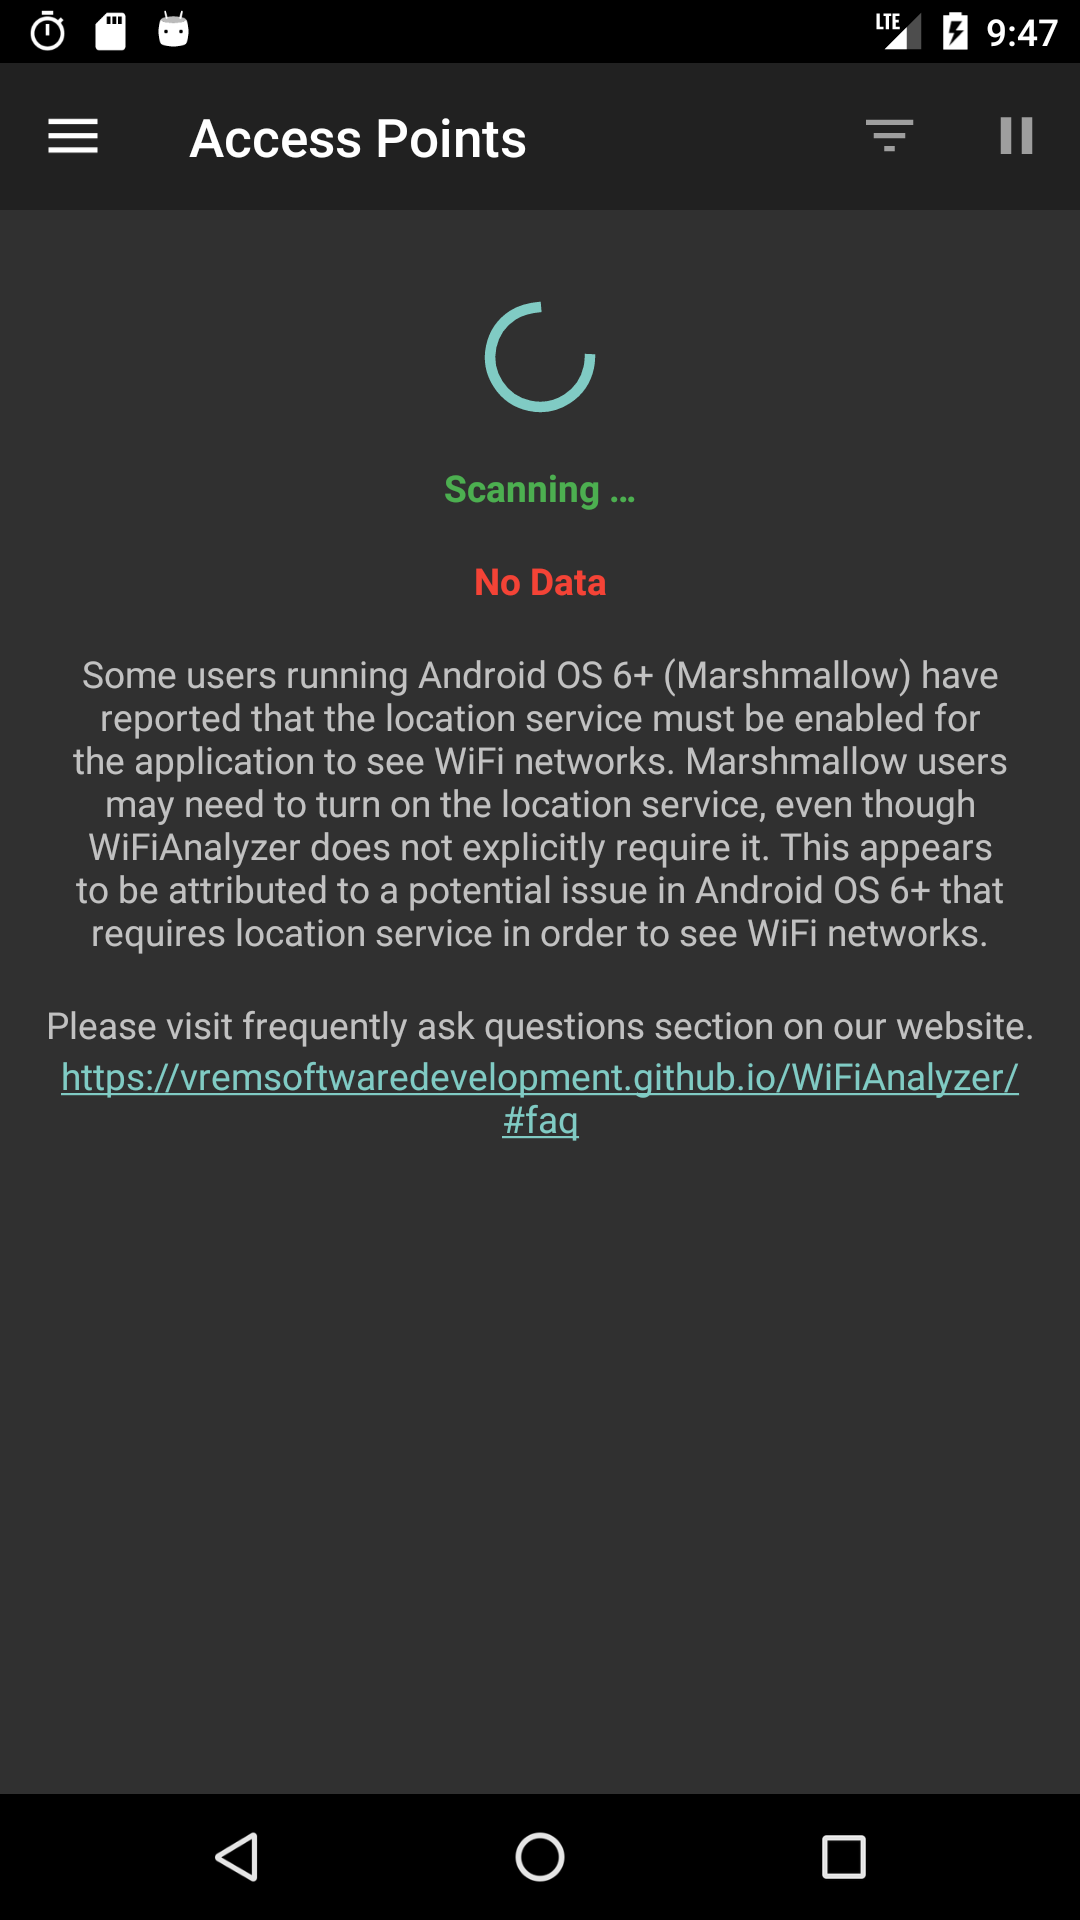 LTE 9:47
Access Points
Scanning ...
No Data
Some users running Android OS 6+ (Marshmallow) have
reported that the location service must be enabled for
the application to see WiFi networks. Marshmallow users
may need to turn on the location service, even though
WiFiAnalyzer does not explicitly require it. This appears
to be attributed to a potential issue in Android OS 6+ that
requires location service in order to see WiFi networks.
Please visit frequently ask questions section on our website.
https://vremsoftwaredevelopment.github.io/WiFiAnalyzer/
#faq